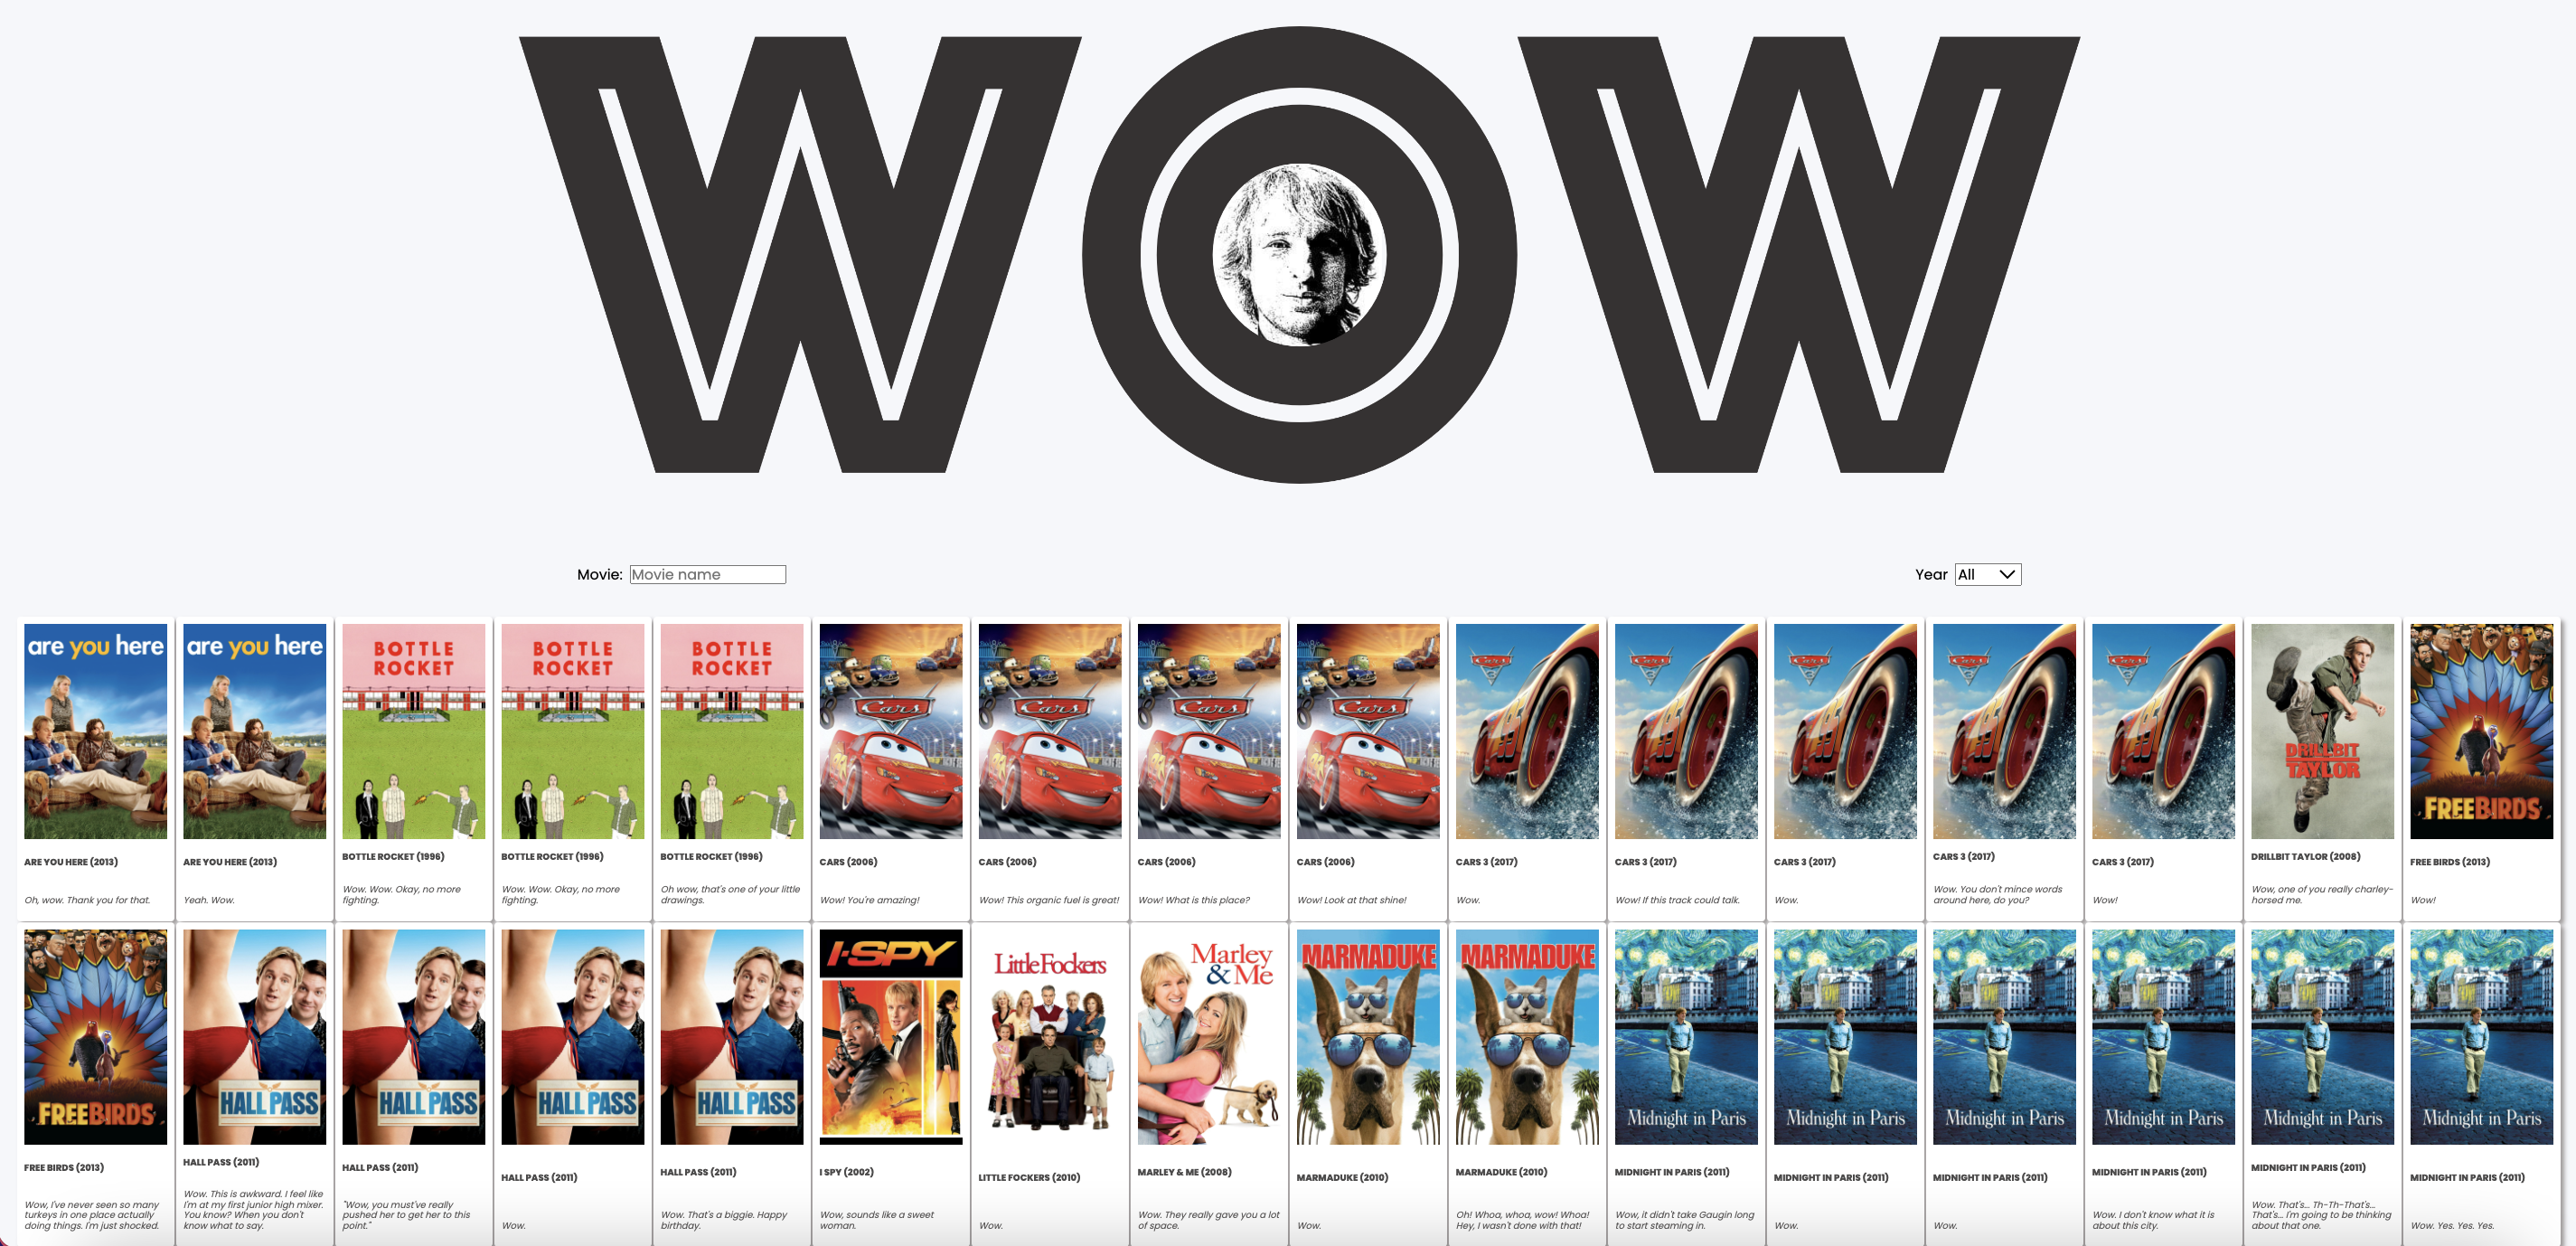 WOW
Movie: Movie name
Year All
are you here
are you here
BOTTLE
ROCKET
BOTTLE
ROCKET
BOTTLE
ROCKET
Cars
Cars
Cars
Cars
Cars
3
Cars
3
Cars
3
Cars
3
Cars
3
DRILLBIT
TAYLOR
FREE BIRDS
ARE YOU HERE (2013)
Oh, wow. Thank you for that.
ARE YOU HERE (2013)
Yeah. Wow.
BOTTLE ROCKET (1996)
Wow. Wow. Okay, no more
fighting.
BOTTLE ROCKET (1996)
Wow. Wow. Okay, no more
fighting.
BOTTLE ROCKET (1996)
Oh wow, that's one of your little
drawings.
CARS (2006)
Wow! You're amazing!
CARS (2006)
Wow! This organic fuel is great!
CARS (2006)
Wow! What is this place?
CARS (2006)
Wow! Look at that shine!
CARS 3 (2017)
Wow.
CARS 3 (2017)
Wow! If this track could talk.
CARS 3 (2017)
Wow.
CARS 3 (2017)
Wow. You don't mince words
around here, do you?
CARS 3 (2017)
Wow!
DRILLBIT TAYLOR (2008)
Wow, one of you really charley-
horsed me.
FREE BIRDS (2013)
Wow!
FREE BIRDS
HALL PASS
HALL PASS
HALL PASS
HALL PASS
I-SPY
Little Fockers
Marley
& Me
MARMADUKE
MARMADUKE
Midnight in Paris
Midnight in Paris
Midnight in Paris
Midnight in Paris
Midnight in Paris
Midnight in Paris
FREE BIRDS (2013)
Wow, I've never seen so many
turkeys in one place actually
doing things. I'm just shocked.
HALL PASS (2011)
Wow. This is awkward. I feel like
I'm at my first junior high mixer.
You know? When you don't
know what to say.
HALL PASS (2011)
"Wow, you must've really
pushed her to get her to this
point."
HALL PASS (2011)
Wow.
HALL PASS (2011)
Wow. That's a biggie. Happy
birthday.
I SPY (2002)
Wow, sounds like a sweet
woman.
LITTLE FOCKERS (2010)
Wow.
MARLEY & ME (2008)
Wow. They really gave you a lot
of space.
MARMADUKE (2010)
Wow.
MARMADUKE (2010)
Oh! Whoa, whoa, wow! Whoa!
Hey, I wasn't done with that!
MIDNIGHT IN PARIS (2011)
Wow, it didn't take Gaugin long
to start steaming in.
MIDNIGHT IN PARIS (2011)
Wow.
MIDNIGHT IN PARIS (2011)
Wow.
MIDNIGHT IN PARIS (2011)
Wow. I don't know what it is
about this city.
MIDNIGHT IN PARIS (2011)
Wow. That's... Th-Th-That's...
That's... I'm going to be thinking
about that one.
MIDNIGHT IN PARIS (2011)
Wow. Yes. Yes. Yes.